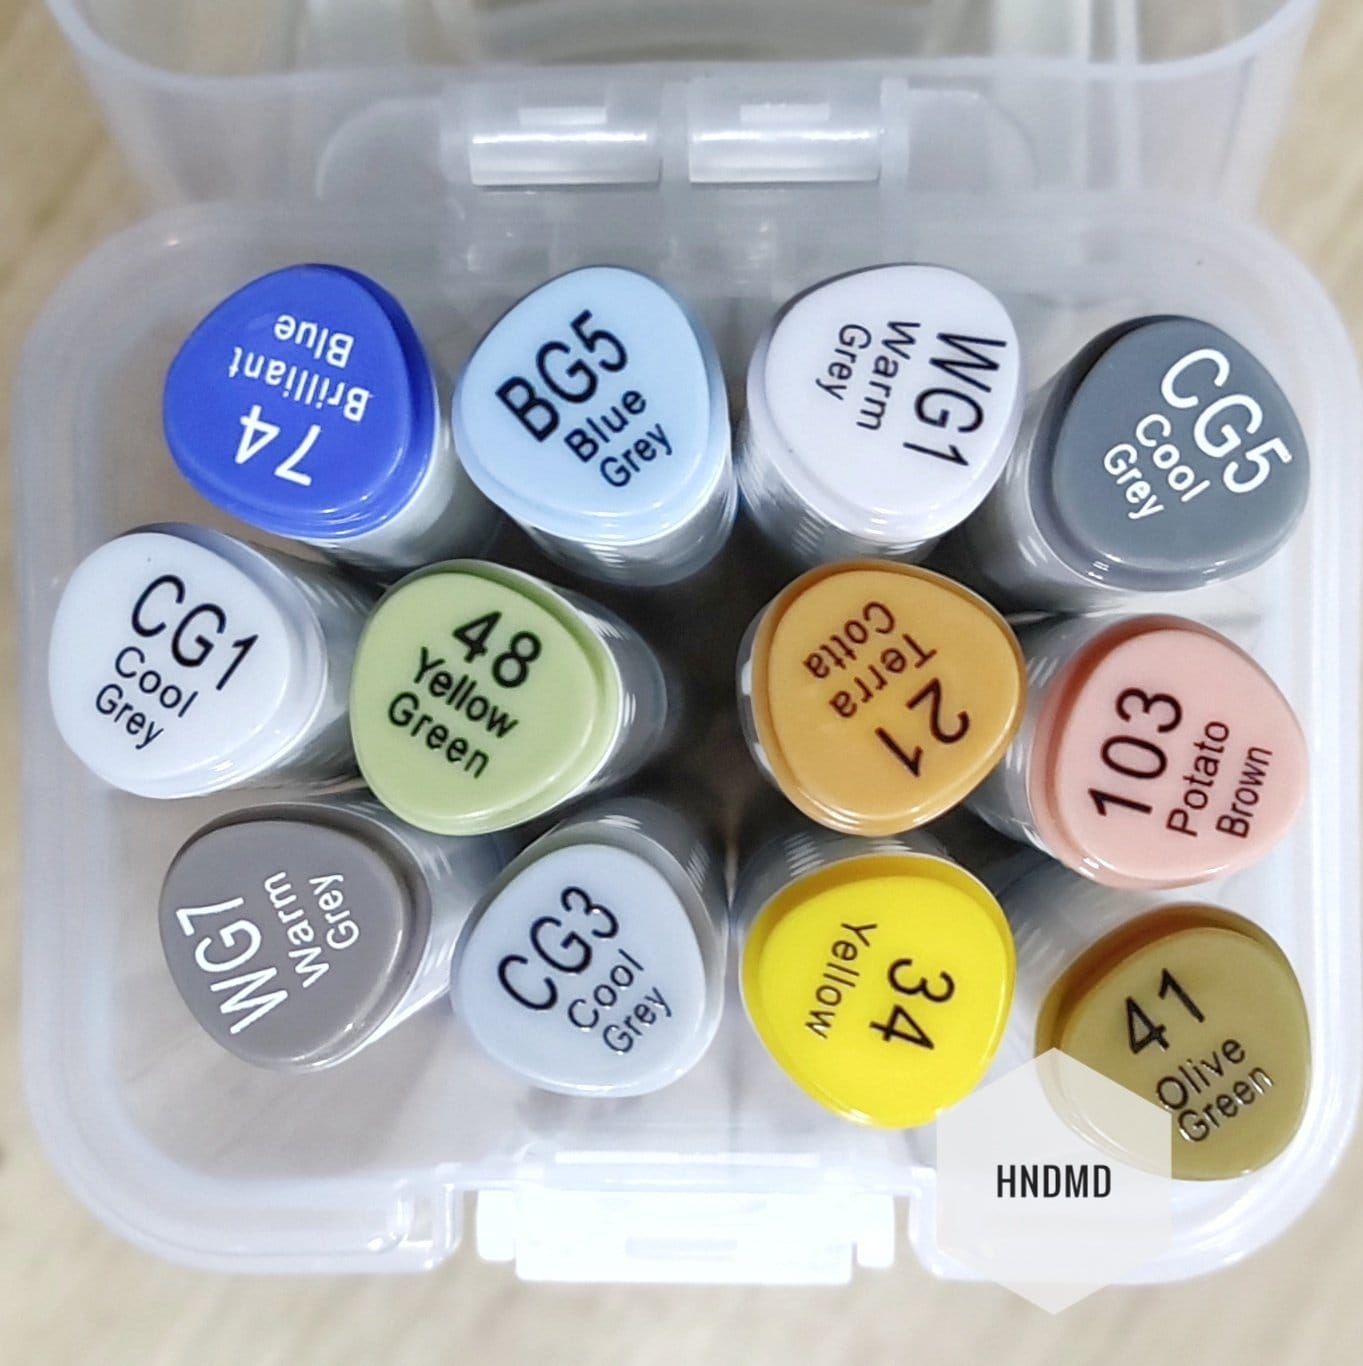 74
Brilliant
Blue
BG5
Blue
Grey
WG1
Warm
Grey
CG5
Cool
Grey
CG1
Cool
Grey
48
Yellow
Green
21
Terra
Cotta
103
Potato
Brown
WG7
Warm
Grey
CG3
Cool
Grey
34
Yellow
41
Olive
Green
HNDMD